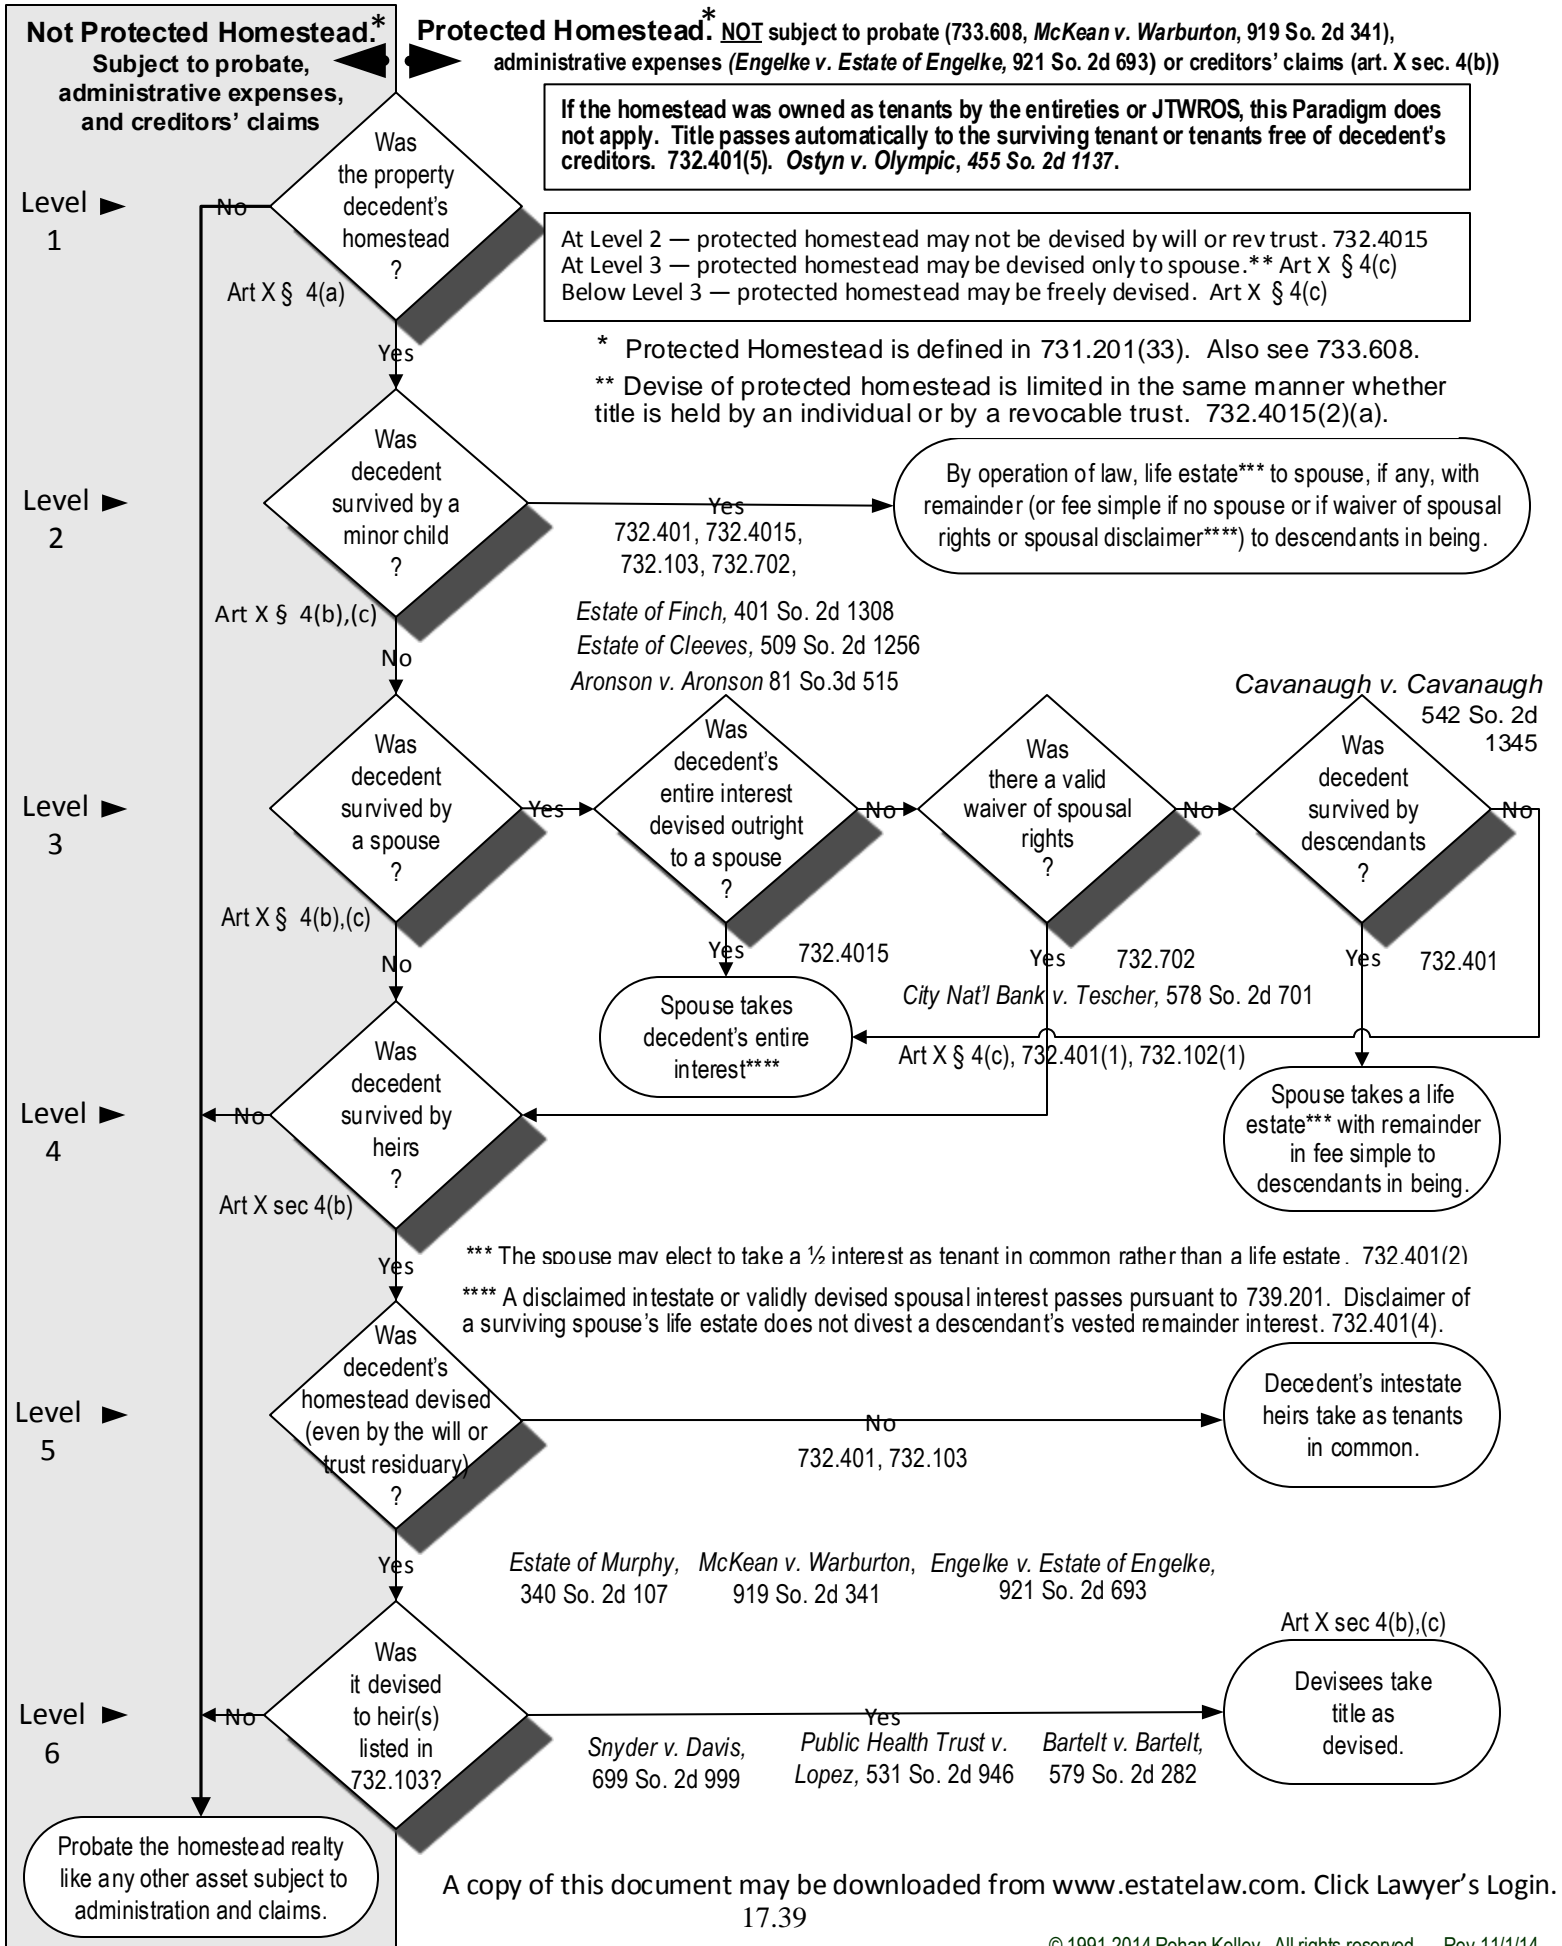 Not Protected Homestead.*
Subject to probate,
administrative expenses,
and creditors' claims
Protected Homestead.* NOT subject to probate (733.608, McKean v. Warburton, 919 So. 2d 341),
administrative expenses (Engelke v. Estate of Engelke, 921 So. 2d 693) or creditors' claims (art. X sec. 4(b))
If the homestead was owned as tenants by the entireties or JTWROS, this Paradigm does
not apply. Title passes automatically to the surviving tenant or tenants free of decedent's
creditors. 732.401(5). Ostyn v. Olympic, 455 So. 2d 1137.
Level
1
Was
the property
decedent's
homestead
?
No
Art X § 4(a)
Yes
At Level 2 — protected homestead may not be devised by will or rev trust. 732.4015
At Level 3 — protected homestead may be devised only to spouse.** Art X § 4(c)
Below Level 3 — protected homestead may be freely devised. Art X § 4(c)
* Protected Homestead is defined in 731.201(33). Also see 733.608.
** Devise of protected homestead is limited in the same manner whether
title is held by an individual or by a revocable trust. 732.4015(2)(a).
Level
2
Was
decedent
survived by a
minor child
?
Art X § 4(b),(c)
No
Yes
732.401, 732.4015,
732.103, 732.702,
By operation of law, life estate*** to spouse, if any, with
remainder (or fee simple if no spouse or if waiver of spousal
rights or spousal disclaimer****) to descendants in being.
Estate of Finch, 401 So. 2d 1308
Estate of Cleeves, 509 So. 2d 1256
Aronson v. Aronson 81 So.3d 515
Cavanaugh v. Cavanaugh
542 So. 2d
1345
Level
3
Was
decedent
survived by
a spouse
?
Art X § 4(b),(c)
No
Yes
Was
decedent's
entire interest
devised outright
to a spouse
?
No
Yes
732.4015
Was
there a valid
waiver of spousal
rights
?
No
Yes
732.702
Was
decedent
survived by
descendants
?
No
Yes
732.401
City Nat'l Bank v. Tescher, 578 So. 2d 701
Spouse takes
decedent's entire
interest****
Art X § 4(c), 732.401(1), 732.102(1)
Spouse takes a life
estate*** with remainder
in fee simple to
descendants in being.
Level
4
Was
decedent
survived by
heirs
?
No
Art X sec 4(b)
Yes
*** The spouse may elect to take a ½ interest as tenant in common rather than a life estate. 732.401(2)
**** A disclaimed intestate or validly devised spousal interest passes pursuant to 739.201. Disclaimer of
a surviving spouse's life estate does not divest a descendant's vested remainder interest. 732.401(4).
Level
5
Was
decedent's
homestead devised
(even by the will or
trust residuary)
?
No
732.401, 732.103
Decedent's intestate
heirs take as tenants
in common.
Yes
Estate of Murphy,
340 So. 2d 107
McKean v. Warburton,
919 So. 2d 341
Engelke v. Estate of Engelke,
921 So. 2d 693
Level
6
Was
it devised
to heir(s)
listed in
732.103?
No
Yes
Snyder v. Davis,
699 So. 2d 999
Public Health Trust v.
Lopez, 531 So. 2d 946
Bartelt v. Bartelt,
579 So. 2d 282
Art X sec 4(b),(c)
Devisees take
title as
devised.
Probate the homestead realty
like any other asset subject to
administration and claims.
A copy of this document may be downloaded from www.estatelaw.com. Click Lawyer's Login.
17.39
© 1991 2014 Rohan Kelley All rights reserved Rev 11/1/14